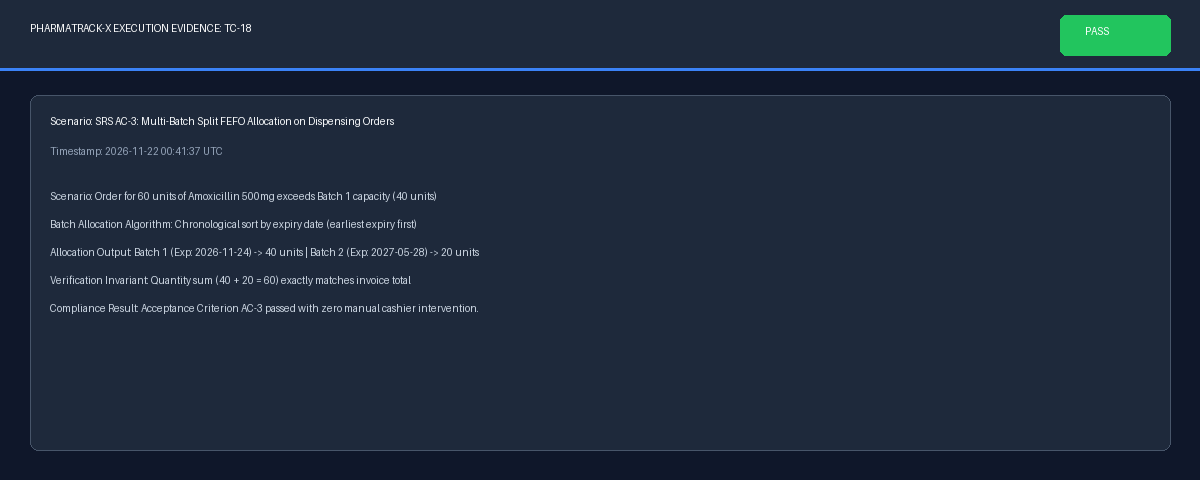 PHARMATRACK-X EXECUTION EVIDENCE: TC-18
PASS
Scenario: SRS AC-3: Multi-Batch Split FEFO Allocation on Dispensing Orders
Timestamp: 2026-11-22 00:41:37 UTC
Scenario: Order for 60 units of Amoxicillin 500mg exceeds Batch 1 capacity (40 units)
Batch Allocation Algorithm: Chronological sort by expiry date (earliest expiry first)
Allocation Output: Batch 1 (Exp: 2026-11-24) -> 40 units | Batch 2 (Exp: 2027-05-28) -> 20 units
Verification Invariant: Quantity sum (40 + 20 = 60) exactly matches invoice total
Compliance Result: Acceptance Criterion AC-3 passed with zero manual cashier intervention.